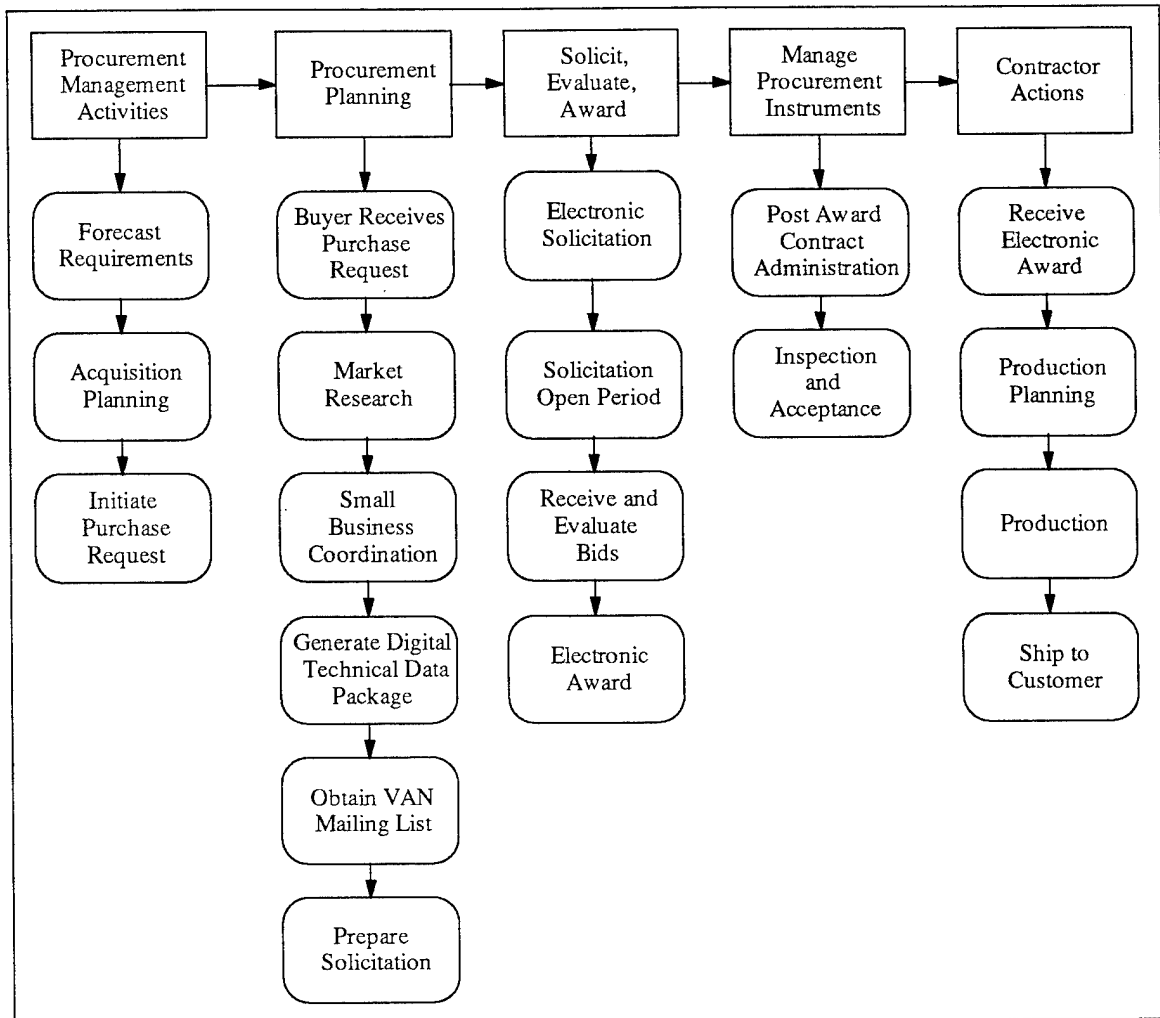 Procurement
Management
Activities
Procurement
Planning
Solicit,
Evaluate,
Award
Manage
Procurement
Instruments
Contractor
Actions
Forecast
Requirements
Acquisition
Planning
Initiate
Purchase
Request
Buyer Receives
Purchase
Request
Market
Research
Small
Business
Coordination
Generate Digital
Technical Data
Package
Obtain VAN
Mailing List
Prepare
Solicitation
Electronic
Solicitation
Solicitation
Open Period
Receive and
Evaluate
Bids
Electronic
Award
Post Award
Contract
Administration
Inspection
and
Acceptance
Receive
Electronic
Award
Production
Planning
Production
Ship to
Customer